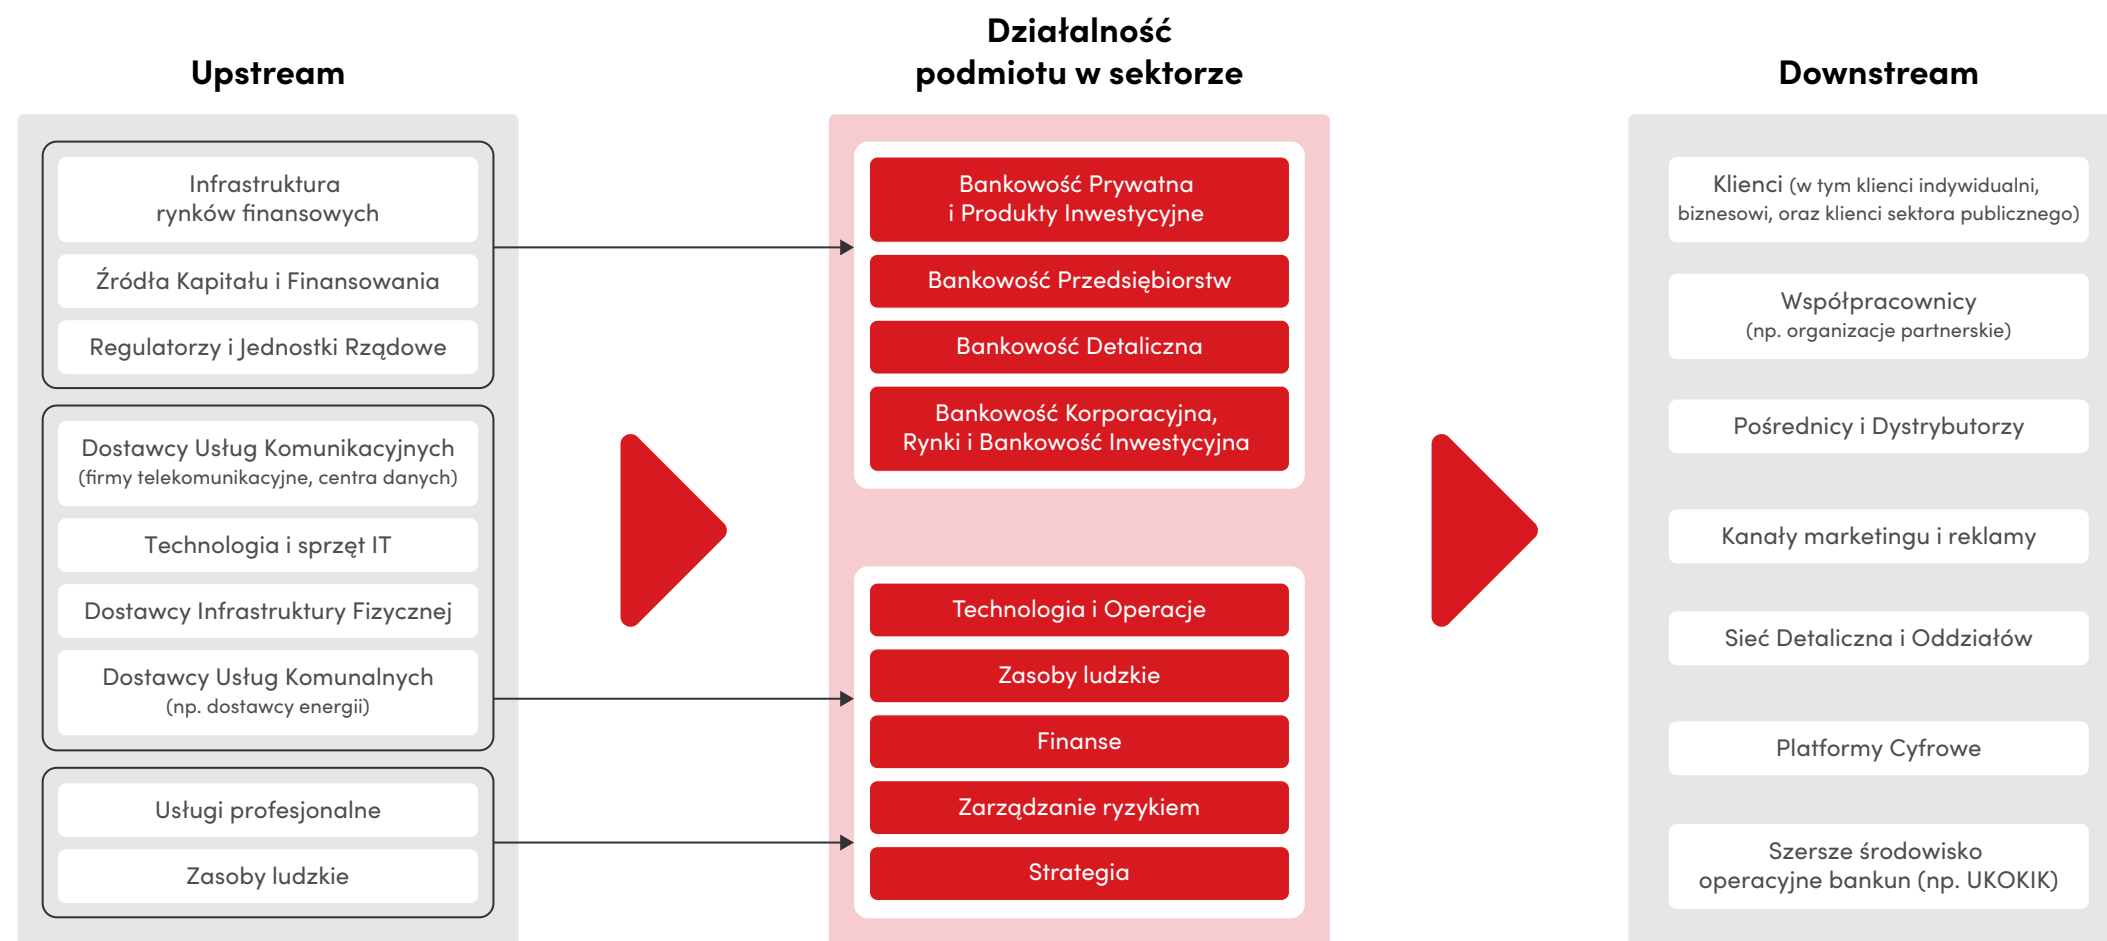 Upstream
Infrastruktura
rynków finansowych
Źródła Kapitału i Finansowania
Regulatorzy i Jednostki Rządowe
Dostawcy Usług Komunikacyjnych
(firmy telekomunikacyjne, centra danych)
Technologia i sprzęt IT
Dostawcy Infrastruktury Fizycznej
Dostawcy Usług Komunalnych
(np. dostawcy energii)
Usługi profesjonalne
Zasoby ludzkie
Działalność
podmiotu w sektorze
Bankowość Prywatna
i Produkty Inwestycyjne
Bankowość Przedsiębiorstw
Bankowość Detaliczna
Bankowość Korporacyjna,
Rynki i Bankowość Inwestycyjna
Technologia i Operacje
Zasoby ludzkie
Finanse
Zarządzanie ryzykiem
Strategia
Downstream
Klienci (w tym klienci indywidualni,
biznesowi, oraz klienci sektora publicznego)
Współpracownicy
(np. organizacje partnerskie)
Pośrednicy i Dystrybutorzy
Kanały marketingu i reklamy
Sieć Detaliczna i Oddziałów
Platformy Cyfrowe
Szersze środowisko
operacyjne bankun (np. UKOKIK)